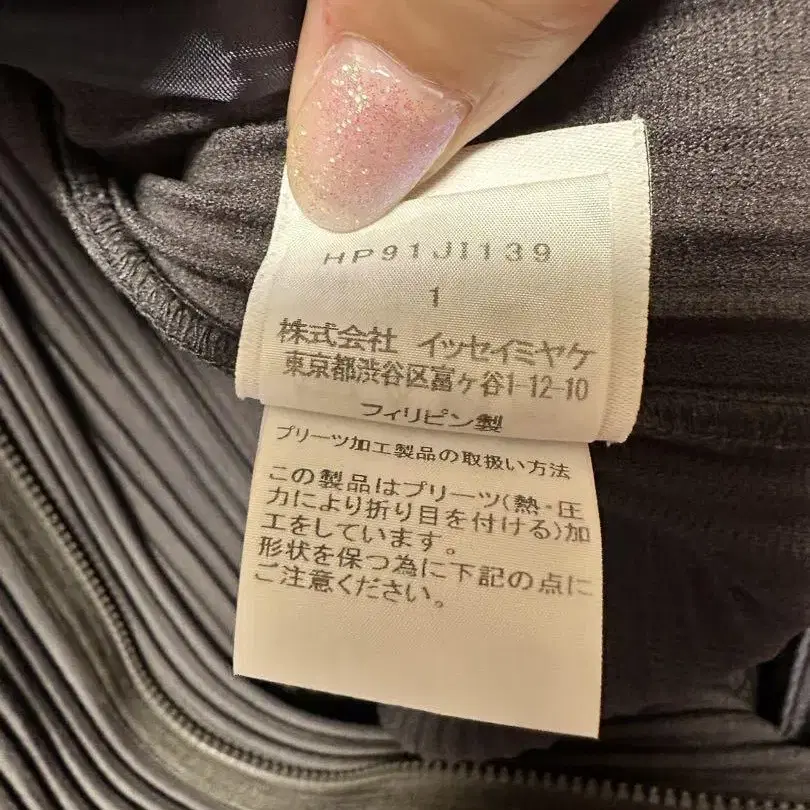 HP91JI139
1
株式会社 イッセイミヤケ
東京都渋谷区富ヶ谷1-12-10
フィリピン製
プリーツ加工製品の取扱い方法
この製品はプリーツ(熱・圧
力により折り目を付ける)加
工をしています。
形状を保つ為に下記の点に
ご注意ください。